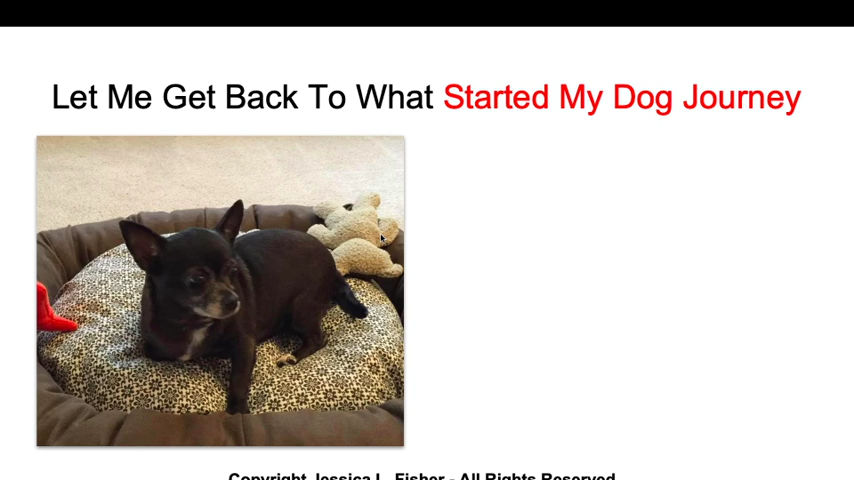 Let Me Get Back To What Started My Dog Journey
Copyright Jessica L. Fisher - All Rights Reserved